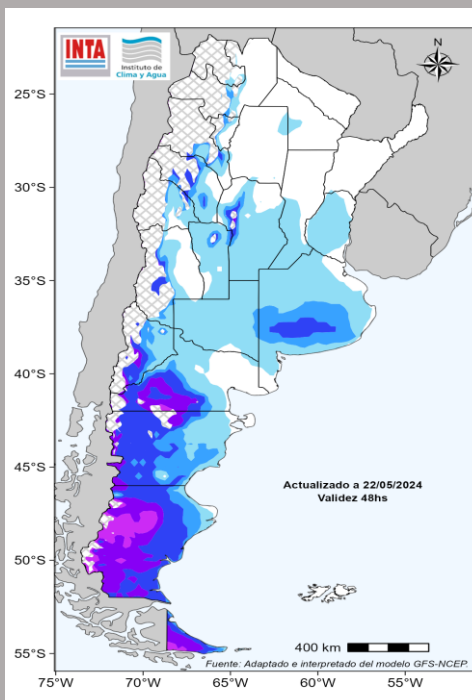 INTA
Instituto de
Clima y Agua
N
25°S
30°S
35°S
40°S
45°S
50°S
55°S
Actualizado a 22/05/2024
Validez 48hs
400 km
Fuente: Adaptado e interpretado del modelo GFS-NCEP.
75°W
70°W
65°W
60°W
55°W